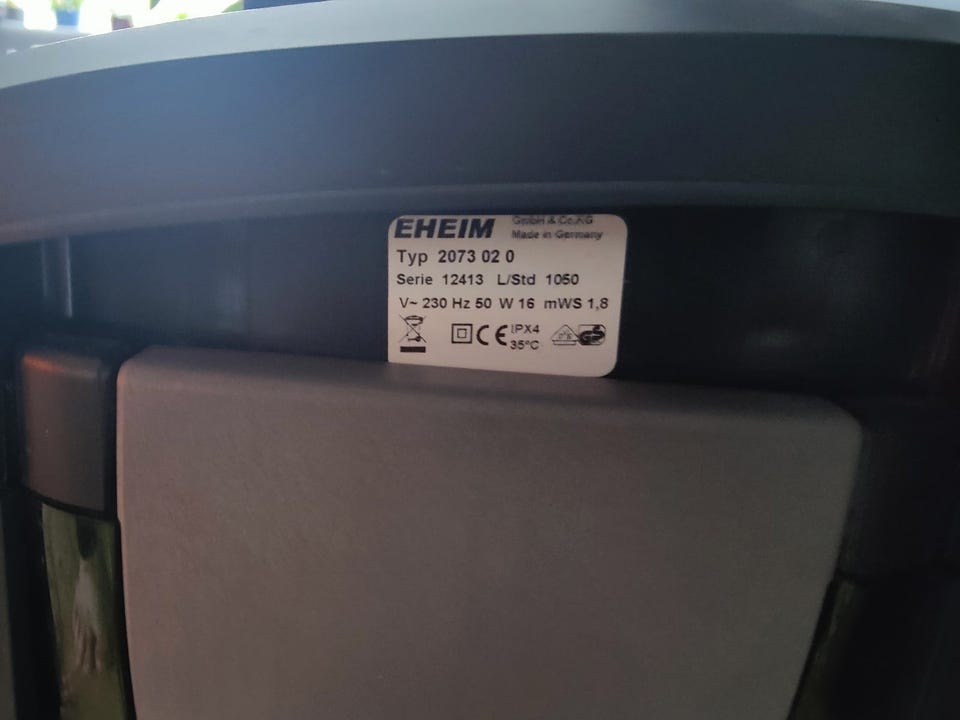 EHEIM GmbH & Co.KG
Made in Germany
Typ 2073 02 0
Serie 12413 L/Std 1050
V~ 230 Hz 50 W 16 mWS 1,8
CE IPX4
35°C